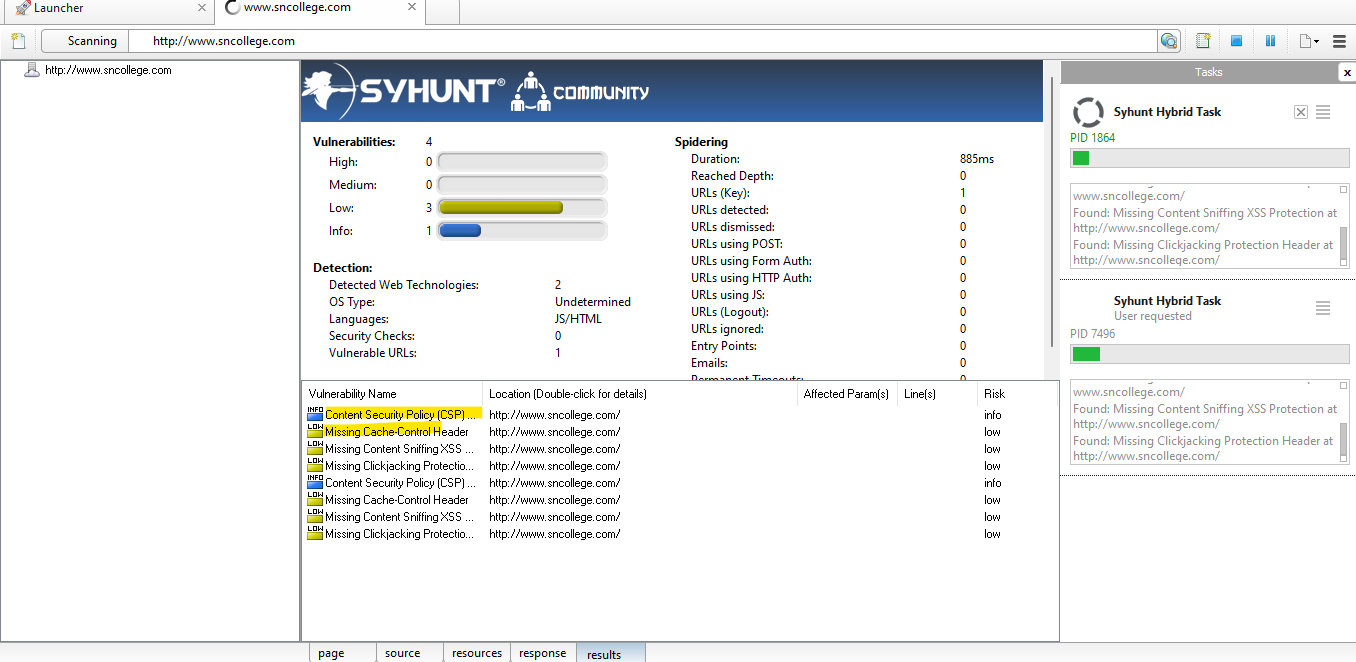 Launcher
www.sncollege.com
Scanning
http://www.sncollege.com
http://www.sncollege.com
SYHUNT® COMMUNITY
Vulnerabilities: 4
High: 0
Medium: 0
Low: 3
Info: 1
Detection:
Detected Web Technologies: 2
OS Type: Undetermined
Languages: JS/HTML
Security Checks: 0
Vulnerable URLs: 1
Spidering
Duration: 885ms
Reached Depth: 0
URLs (Key): 1
URLs detected: 0
URLs dismissed: 0
URLs using POST: 0
URLs using Form Auth: 0
URLs using HTTP Auth: 0
URLs using JS: 0
URLs (Logout): 0
URLs ignored: 0
Entry Points: 0
Emails: 0
Permanent Timeouts: 0
Vulnerability Name Location (Double-click for details) Affected Param(s) Line(s) Risk
INFO Content Security Policy (CSP) ... http://www.sncollege.com/ info
LOW Missing Cache-Control Header http://www.sncollege.com/ low
LOW Missing Content Sniffing XSS ... http://www.sncollege.com/ low
LOW Missing Clickjacking Protectio... http://www.sncollege.com/ low
INFO Content Security Policy (CSP) ... http://www.sncollege.com/ info
LOW Missing Cache-Control Header http://www.sncollege.com/ low
LOW Missing Content Sniffing XSS ... http://www.sncollege.com/ low
LOW Missing Clickjacking Protectio... http://www.sncollege.com/ low
Tasks
x
Syhunt Hybrid Task
PID 1864
www.sncollege.com/
Found: Missing Content Sniffing XSS Protection at
http://www.sncollege.com/
Found: Missing Clickjacking Protection Header at
http://www.sncollege.com/
Syhunt Hybrid Task
User requested
PID 7496
www.sncollege.com/
Found: Missing Content Sniffing XSS Protection at
http://www.sncollege.com/
Found: Missing Clickjacking Protection Header at
http://www.sncollege.com/
page source resources response results